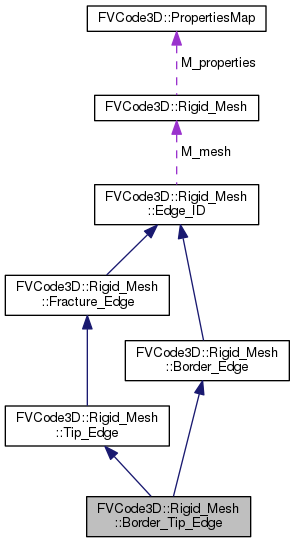 FVCode3D::PropertiesMap
M_properties
FVCode3D::Rigid_Mesh
M_mesh
FVCode3D::Rigid_Mesh
::Edge_ID
FVCode3D::Rigid_Mesh
::Fracture_Edge
FVCode3D::Rigid_Mesh
::Border_Edge
FVCode3D::Rigid_Mesh
::Tip_Edge
FVCode3D::Rigid_Mesh
::Border_Tip_Edge